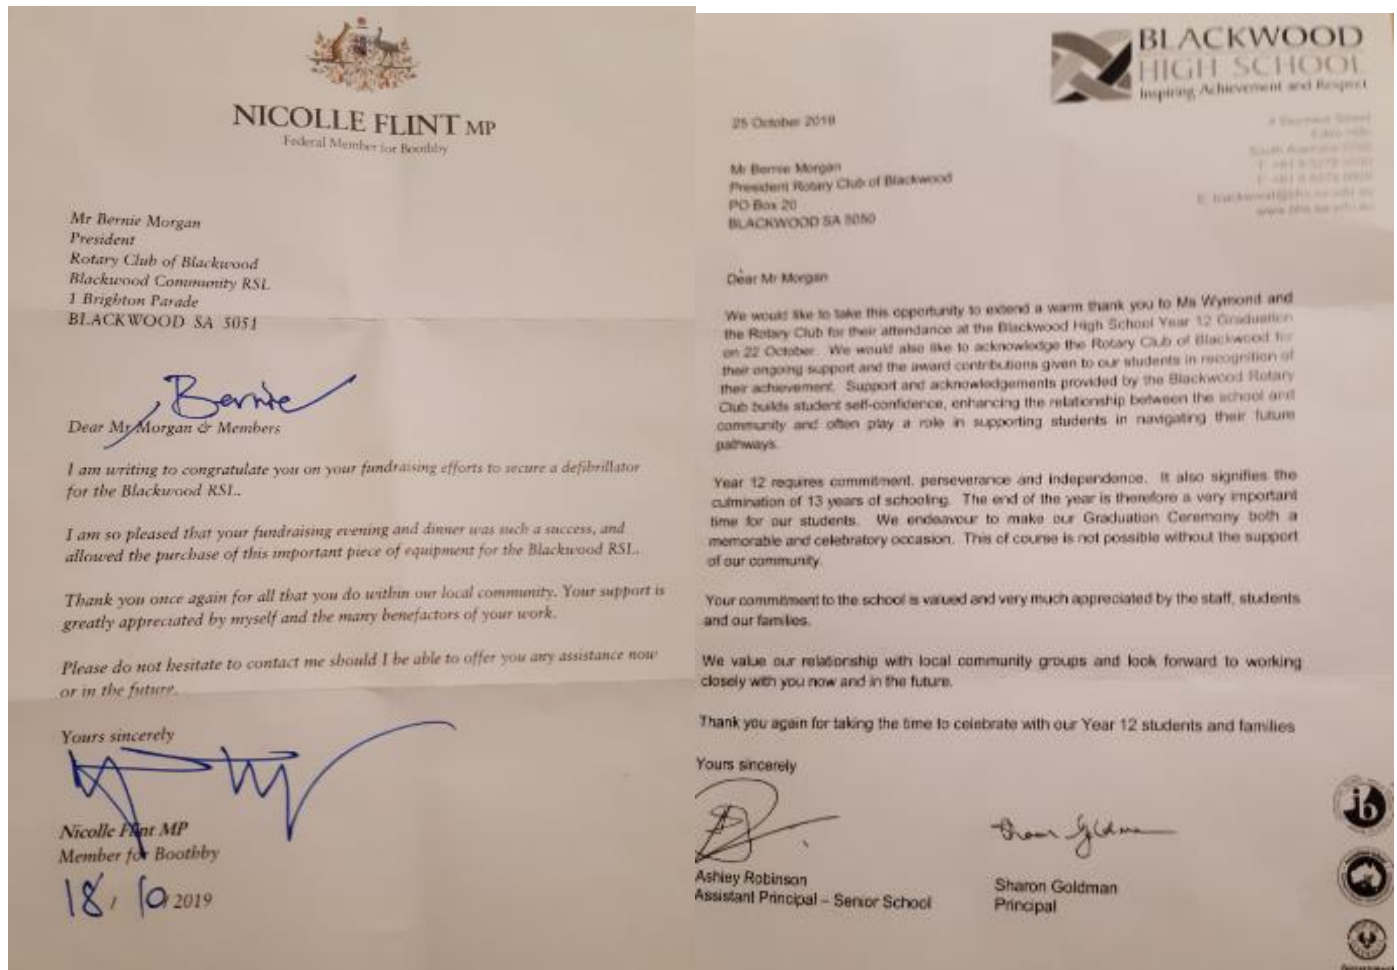 NICOLLE FLINT MP
Federal Member for Boothby
Mr Bernie Morgan
President
Rotary Club of Blackwood
Blackwood Community RSL
1 Brighton Parade
BLACKWOOD SA 5051
Bernie
Dear Mr Morgan & Members
I am writing to congratulate you on your fundraising efforts to secure a defibrillator
for the Blackwood RSL.
I am so pleased that your fundraising evening and dinner was such a success, and
allowed the purchase of this important piece of equipment for the Blackwood RSL.
Thank you once again for all that you do within our local community. Your support is
greatly appreciated by myself and the many benefactors of your work.
Please do not hesitate to contact me should I be able to offer you any assistance now
or in the future.
Yours sincerely
Nicolle Flint MP
Member for Boothby
18/10 2019
BLACKWOOD
HIGH SCHOOL
Inspiring Achievement and Respect
25 October 2019
Mr Bernie Morgan
President Rotary Club of Blackwood
PO Box 20
BLACKWOOD SA 5050
Dear Mr Morgan
We would like to take this opportunity to extend a warm thank you to Ms Wymond and
the Rotary Club for their attendance at the Blackwood High School Year 12 Graduation
on 22 October. We would also like to acknowledge the Rotary Club of Blackwood for
their ongoing support and the award contributions given to our students in recognition of
their achievement. Support and acknowledgements provided by the Blackwood Rotary
Club builds student self-confidence, enhancing the relationship between the school and
community and often play a role in supporting students in navigating their future
pathways.
Year 12 requires commitment, perseverance and independence. It also signifies the
culmination of 13 years of schooling. The end of the year is therefore a very important
time for our students. We endeavour to make our Graduation Ceremony both a
memorable and celebratory occasion. This of course is not possible without the support
of our community.
Your commitment to the school is valued and very much appreciated by the staff, students
and our families.
We value our relationship with local community groups and look forward to working
closely with you now and in the future.
Thank you again for taking the time to celebrate with our Year 12 students and families
Yours sincerely
Sharon Goldman
Ashley Robinson
Assistant Principal – Senior School
Sharon Goldman
Principal
ib